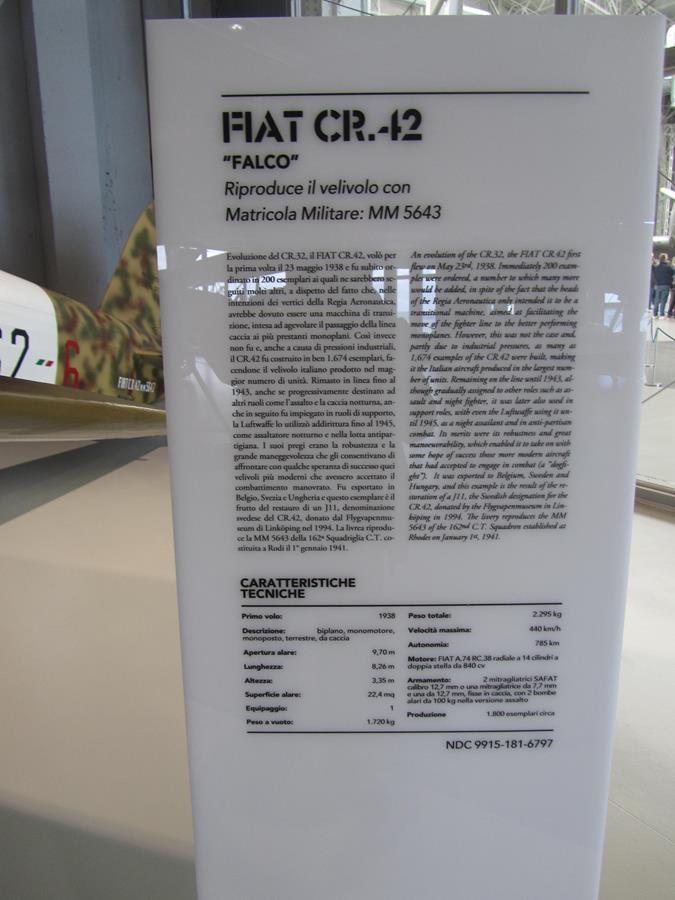 FIAT CR.42
"FALCO"
Riproduce il velivolo con
Matricola Militare: MM 5643
Evoluzione del CR.32, il FIAT CR.42, volò per
la prima volta il 23 maggio 1938 e fu subito or-
dinato in 200 esemplari ai quali ne sarebbero se-
guiti molti altri, a dispetto del fatto che, nelle
intenzioni dei vertici della Regia Aeronautica,
avrebbe dovuto essere una macchina di transi-
zione, intesa ad agevolare il passaggio della linea
caccia ai più prestanti monoplani. Così invece
non fu e, anche a causa di pressioni industriali,
il CR.42 fu costruito in ben 1.674 esemplari, fa-
cendone il velivolo italiano prodotto nel mag-
gior numero di unità. Rimasto in linea fino al
1943, anche se progressivamente destinato ad
altri ruoli come l'assalto e la caccia notturna, an-
che in seguito fu impiegato in ruoli di supporto,
la Luftwaffe lo utilizzò addirittura fino al 1945,
come assaltatore notturno e nella lotta antipar-
tigiana. I suoi pregi erano la robustezza e la
grande maneggevolezza che gli consentivano di
affrontare con qualche speranza di successo quei
velivoli più moderni che avessero accettato il
combattimento manovrato. Fu esportato in
Belgio, Svezia e Ungheria e questo esemplare è il
frutto del restauro di un J11, denominazione
svedese del CR.42, donato dal Flygvapenmu-
seum di Linköping nel 1994. La livrea riprodu-
ce la MM 5643 della 162ª Squadriglia C.T. co-
stituita a Rodi il 1° gennaio 1941.
An evolution of the CR.32, the FIAT CR.42 first
flew on May 23rd, 1938. Immediately 200 exam-
ples were ordered, a number to which many more
would be added, in spite of the fact that the heads
of the Regia Aeronautica only intended it to be a
transitional machine, aimed at facilitating the
move of the fighter line to the better performing
monoplanes. However, this was not the case and,
partly due to industrial pressures, as many as
1,674 examples of the CR.42 were built, making
it the Italian aircraft produced in the largest num-
ber of units. Remaining on the line until 1943, al-
though gradually assigned to other roles such as as-
sault and night fighter, it was later also used in
support roles, with even the Luftwaffe using it un-
til 1945, as a night assailant and in anti-partisan
combat. Its merits were its robustness and great
manoeuvrability, which enabled it to take on with
some hope of success those more modern aircraft
that had accepted to engage in combat (a "dogfi-
ght"). It was exported to Belgium, Sweden and
Hungary, and this example is the result of the re-
storation of a J11, the Swedish designation for the
CR.42, donated by the Flygvapenmuseum in Lin-
köping in 1994. The livery reproduces the MM
5643 of the 162nd C.T. Squadron established at
Rhodes on January 1st, 1941.
CARATTERISTICHE
TECNICHE
Primo volo: 1938
Descrizione: biplano, monomotore,
monoposto, terrestre, da caccia
Apertura alare: 9,70 m
Lunghezza: 8,26 m
Altezza: 3,35 m
Superficie alare: 22,4 mq
Equipaggio: 1
Peso a vuoto: 1.720 kg
Peso totale: 2.295 kg
Velocità massima: 440 km/h
Autonomia: 785 km
Motore: FIAT A.74 RC.38 radiale a 14 cilindri a
doppia stella da 840 cv
Armamento: 2 mitragliatrici SAFAT
calibro 12,7 mm o una mitragliatrice da 7,7 mm
e una da 12,7 mm, fisse in caccia, con 2 bombe
alari da 100 kg nella versione assalto
Produzione 1.800 esemplari circa
NDC 9915-181-6797
2 6
FIAT CR.42